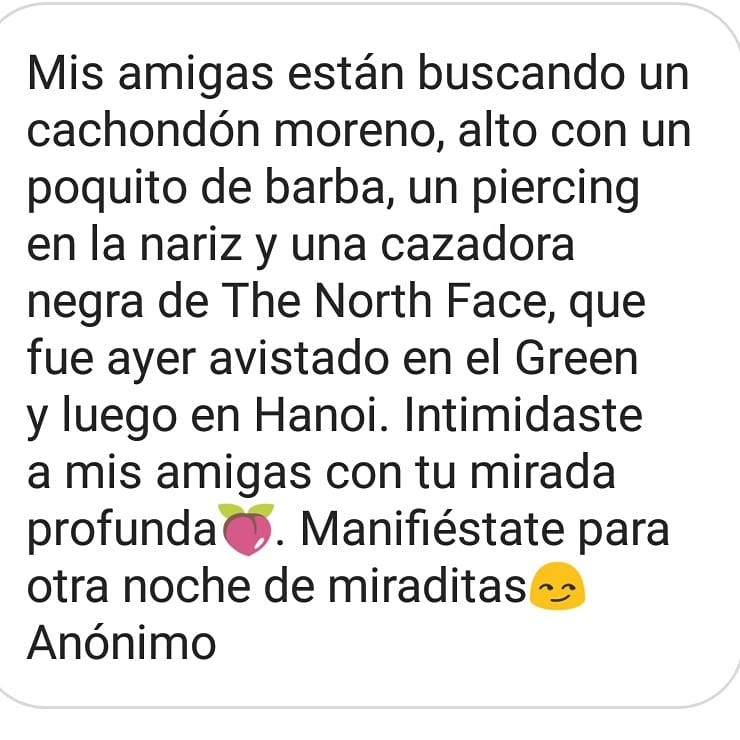 Mis amigas están buscando un
cachondón moreno, alto con un
poquito de barba, un piercing
en la nariz y una cazadora
negra de The North Face, que
fue ayer avistado en el Green
y luego en Hanoi. Intimidaste
a mis amigas con tu mirada
profunda🍑. Manifiéstate para
otra noche de miraditas😏
Anónimo